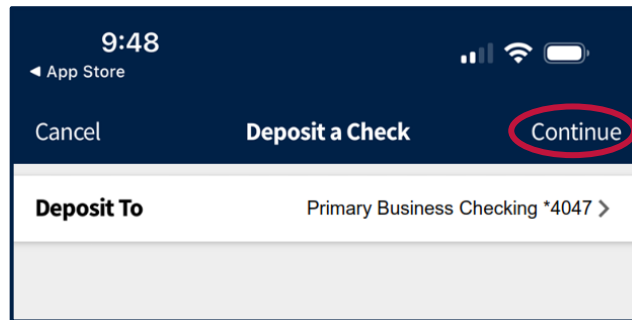 9:48
◀ App Store
Cancel Deposit a Check Continue
Deposit To Primary Business Checking *4047 >